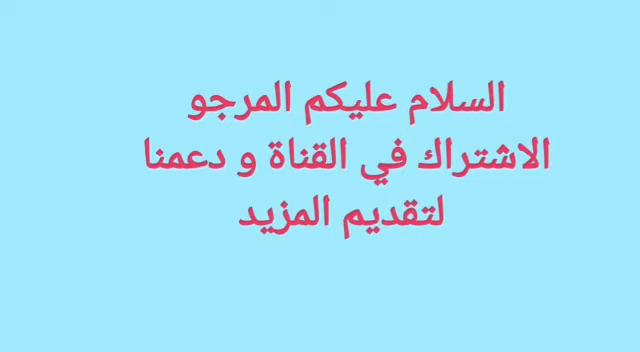 السلام عليكم المرجو
الاشتراك في القناة و دعمنا
لتقديم المزيد